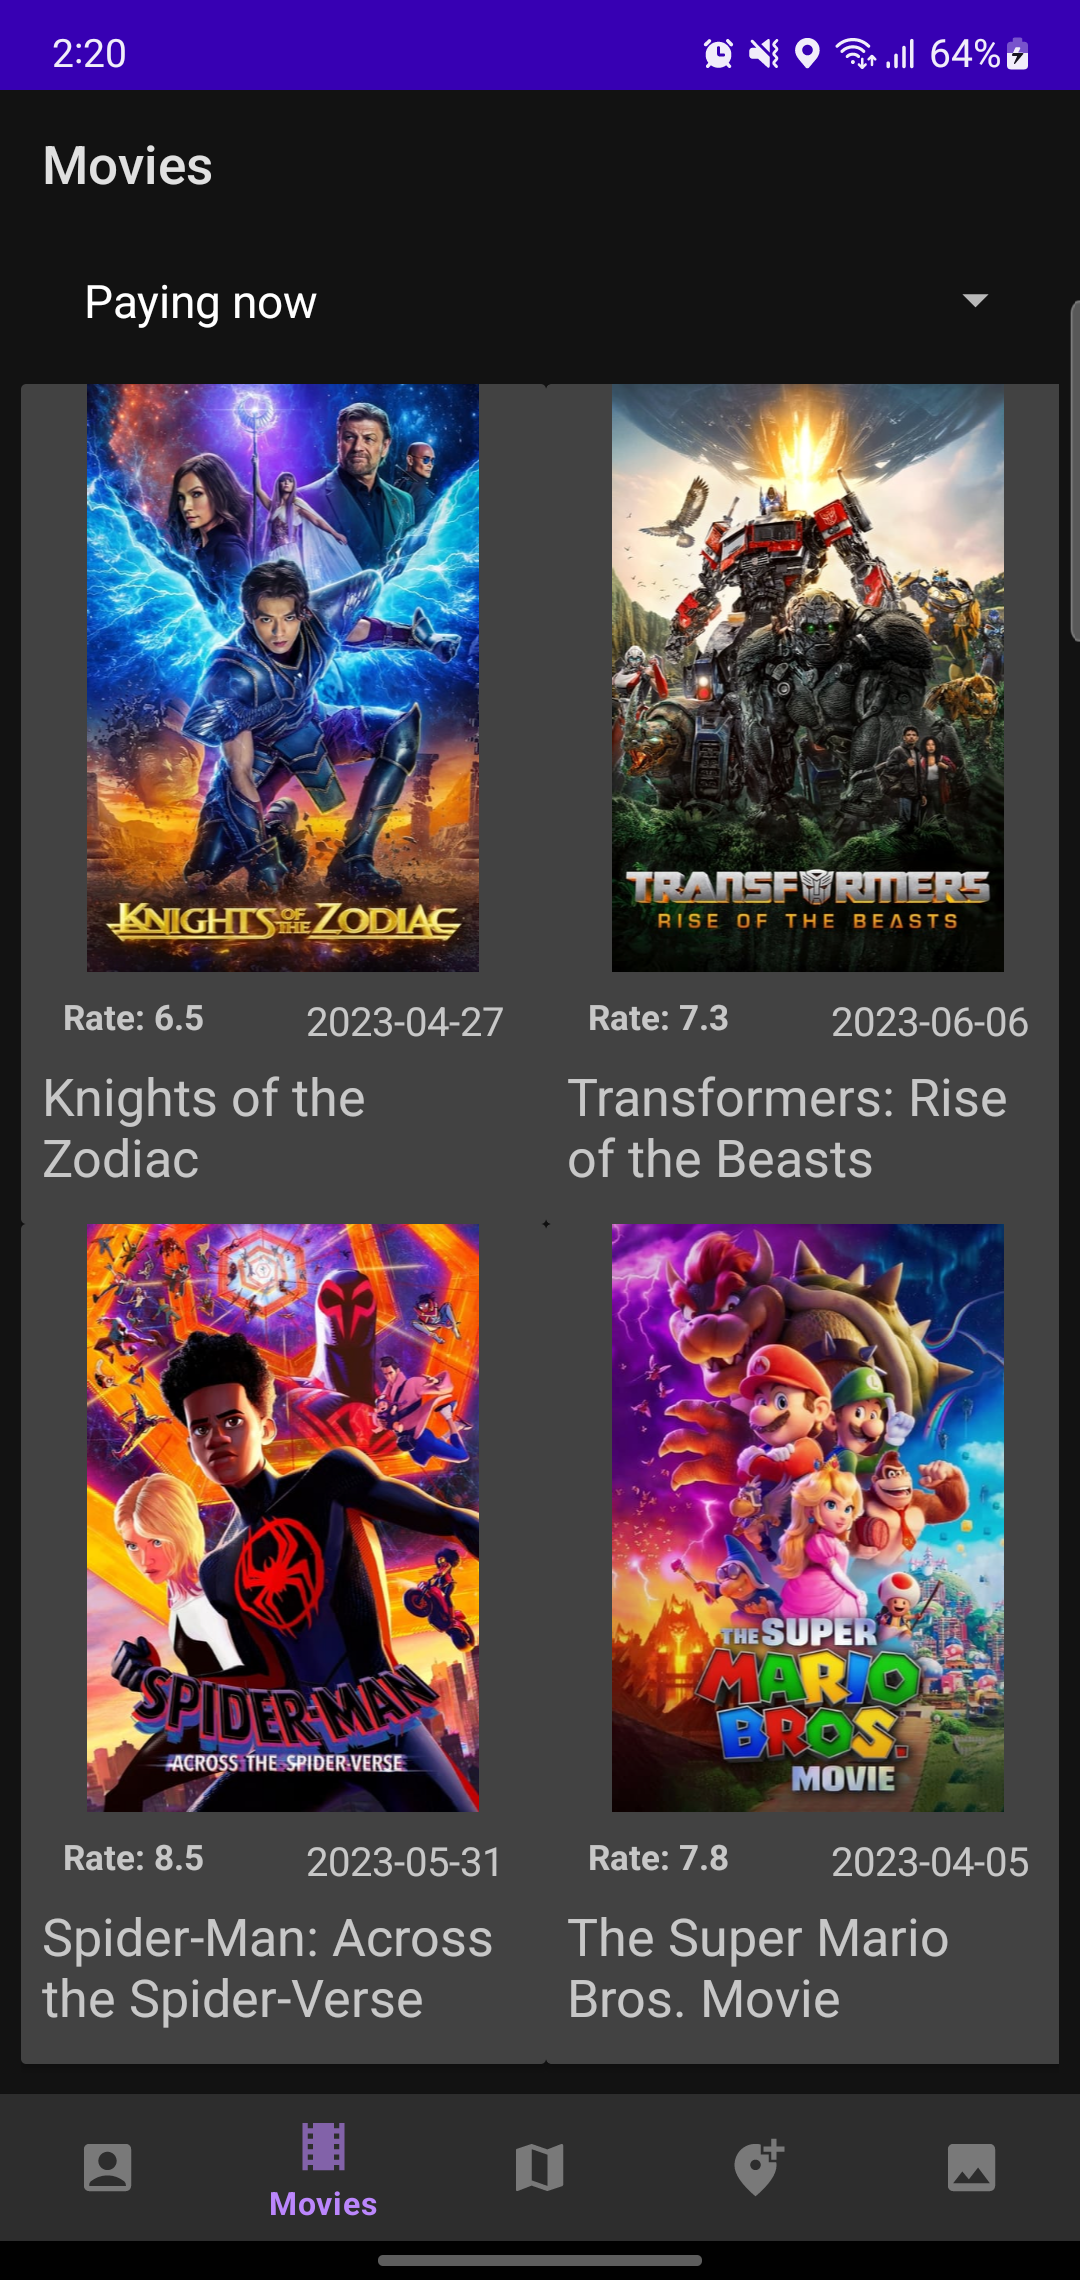 2:20
64%
Movies
Paying now
KNIGHTS OF THE ZODIAC
TRANSFORMERS
RISE OF THE BEASTS
Rate: 6.5
2023-04-27
Rate: 7.3
2023-06-06
Knights of the
Zodiac
Transformers: Rise
of the Beasts
SPIDER-MAN
ACROSS THE SPIDER-VERSE
THE SUPER
MARIO
BROS.
MOVIE
Rate: 8.5
2023-05-31
Rate: 7.8
2023-04-05
Spider-Man: Across
the Spider-Verse
The Super Mario
Bros. Movie
Movies